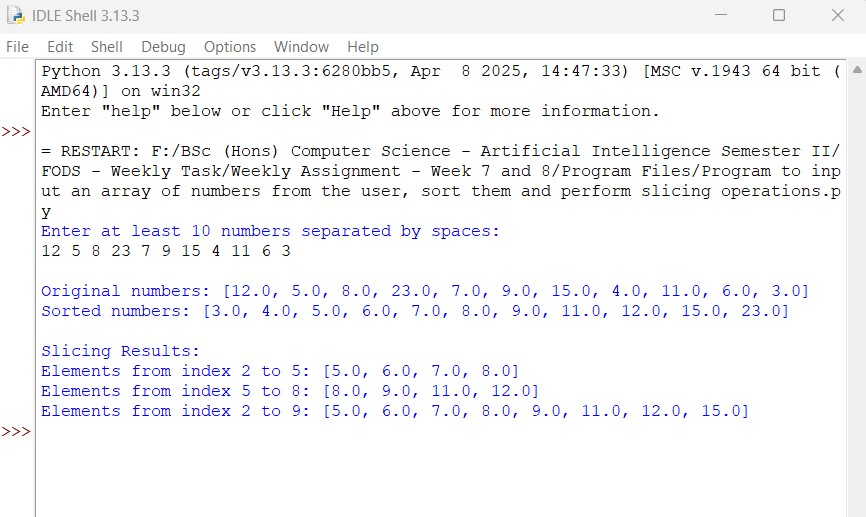 IDLE Shell 3.13.3
File Edit Shell Debug Options Window Help
Python 3.13.3 (tags/v3.13.3:6280bb5, Apr  8 2025, 14:47:33) [MSC v.1943 64 bit (
AMD64)] on win32
Enter "help" below or click "Help" above for more information.
>>>
= RESTART: F:/BSc (Hons) Computer Science - Artificial Intelligence Semester II/
FODS - Weekly Task/Weekly Assignment - Week 7 and 8/Program Files/Program to inp
ut an array of numbers from the user, sort them and perform slicing operations.p
y
Enter at least 10 numbers separated by spaces:
12 5 8 23 7 9 15 4 11 6 3
Original numbers: [12.0, 5.0, 8.0, 23.0, 7.0, 9.0, 15.0, 4.0, 11.0, 6.0, 3.0]
Sorted numbers: [3.0, 4.0, 5.0, 6.0, 7.0, 8.0, 9.0, 11.0, 12.0, 15.0, 23.0]
Slicing Results:
Elements from index 2 to 5: [5.0, 6.0, 7.0, 8.0]
Elements from index 5 to 8: [8.0, 9.0, 11.0, 12.0]
Elements from index 2 to 9: [5.0, 6.0, 7.0, 8.0, 9.0, 11.0, 12.0, 15.0]
>>>